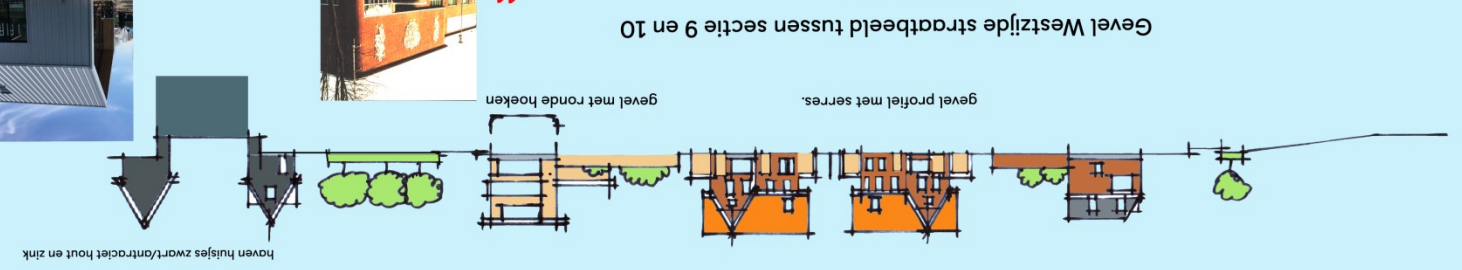 Gevel Westzijde straatbeeld tussen sectie 9 en 10
gevel profiel met serres.
gevel met ronde hoeken
haven huisjes zwart/antraciet hout en zink